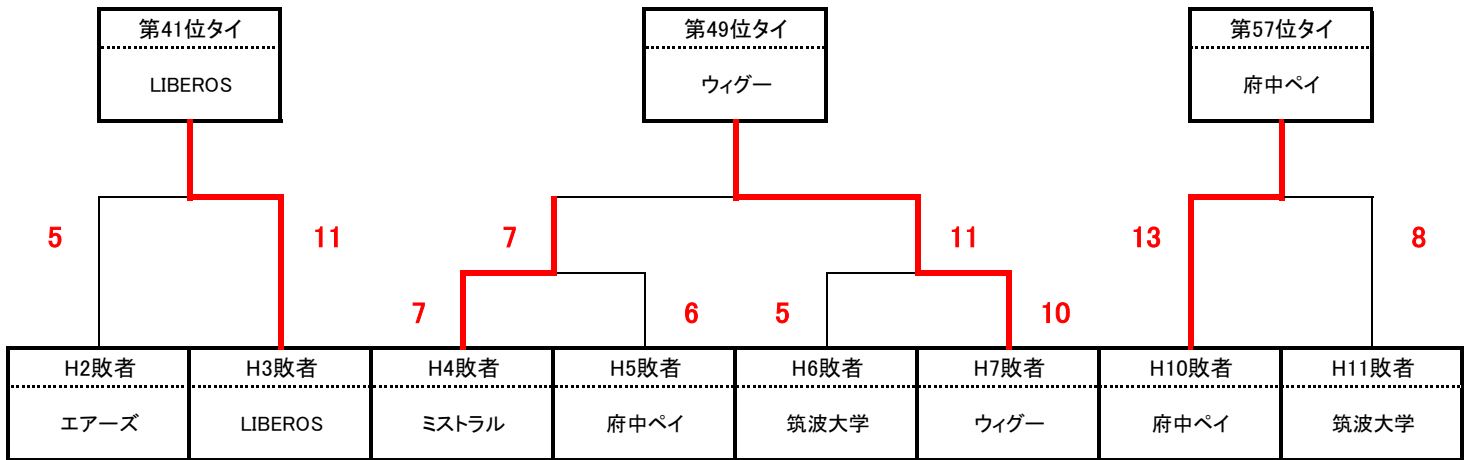 第41位タイ
第49位タイ
第57位タイ
LIBEROS
ウィグー
府中ペイ
5
11
7
11
13
8
7
6
5
10
H2敗者
H3敗者
H4敗者
H5敗者
H6敗者
H7敗者
H10敗者
H11敗者
エアーズ
LIBEROS
ミストラル
府中ペイ
筑波大学
ウィグー
府中ペイ
筑波大学